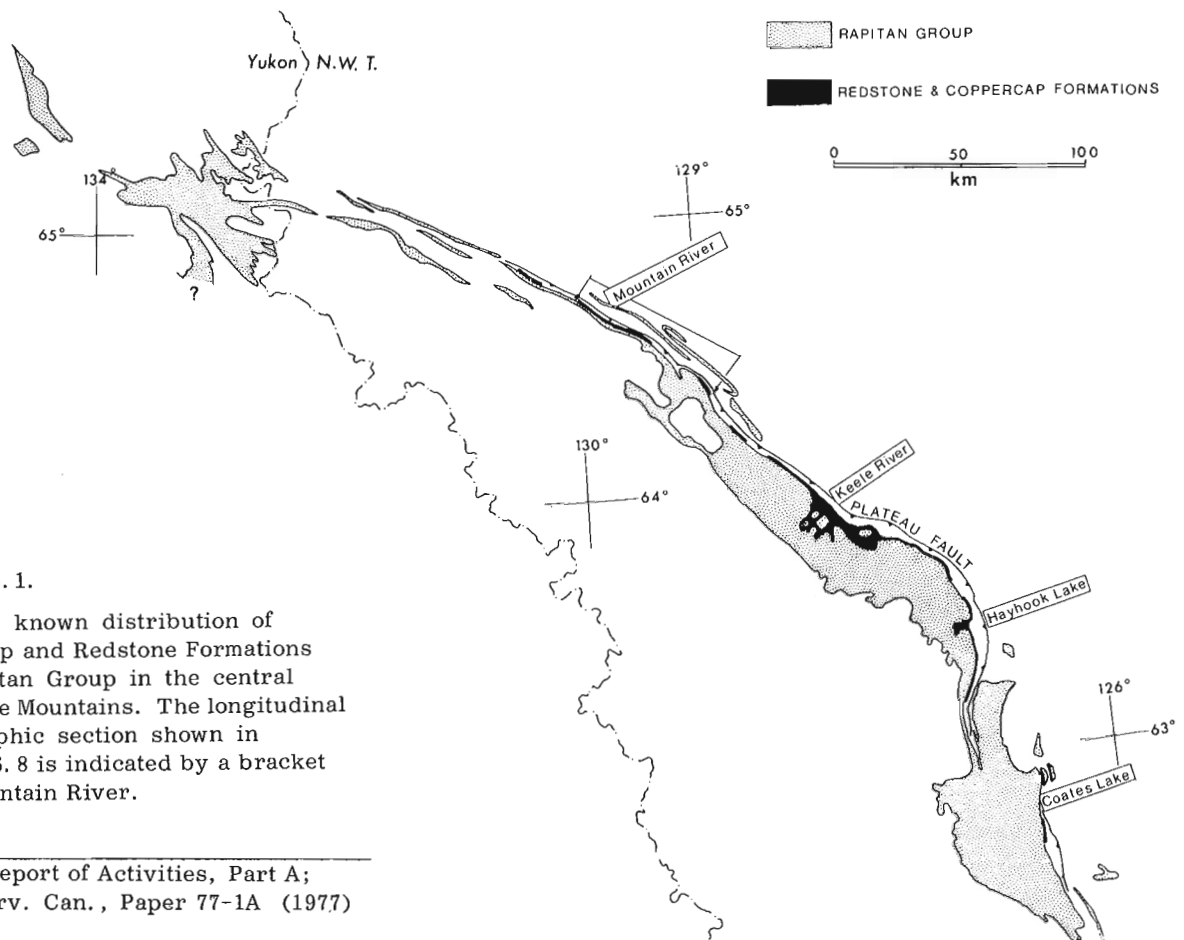 RAPITAN GROUP
REDSTONE & COPPERCAP FORMATIONS
0 50 100
km
Yukon N.W.T.
134°
65°
?
129°
65°
Mountain River
130°
64°
Keele River
PLATEAU FAULT
Hayhook Lake
126°
63°
Coates Lake
. 1.
known distribution of
p and Redstone Formations
tan Group in the central
e Mountains. The longitudinal
phic section shown in
6. 8 is indicated by a bracket
ntain River.
eport of Activities, Part A;
rv. Can., Paper 77-1A (1977)